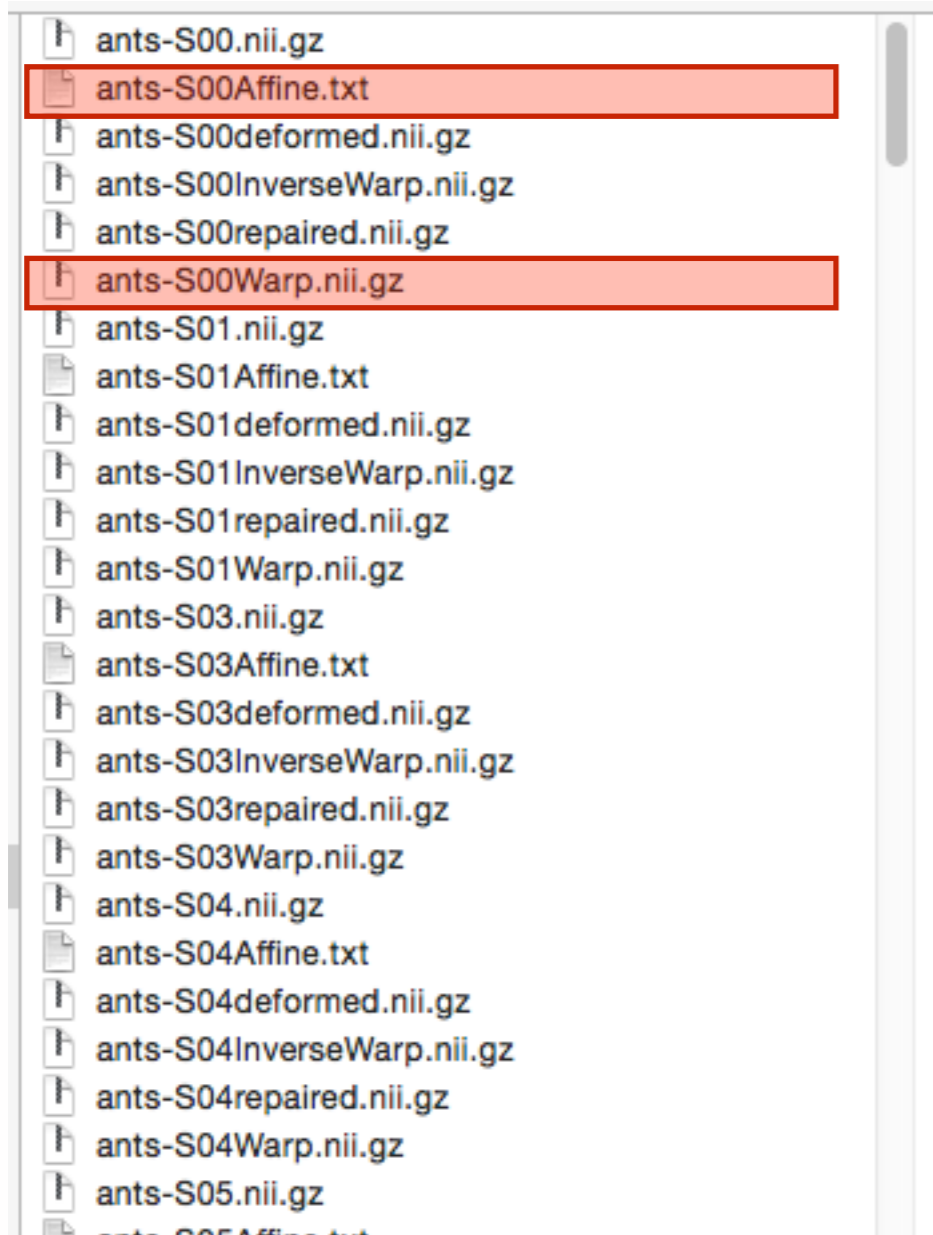 ants-S00.nii.gz
ants-S00Affine.txt
ants-S00deformed.nii.gz
ants-S00InverseWarp.nii.gz
ants-S00repaired.nii.gz
ants-S00Warp.nii.gz
ants-S01.nii.gz
ants-S01Affine.txt
ants-S01deformed.nii.gz
ants-S01InverseWarp.nii.gz
ants-S01repaired.nii.gz
ants-S01Warp.nii.gz
ants-S03.nii.gz
ants-S03Affine.txt
ants-S03deformed.nii.gz
ants-S03InverseWarp.nii.gz
ants-S03repaired.nii.gz
ants-S03Warp.nii.gz
ants-S04.nii.gz
ants-S04Affine.txt
ants-S04deformed.nii.gz
ants-S04InverseWarp.nii.gz
ants-S04repaired.nii.gz
ants-S04Warp.nii.gz
ants-S05.nii.gz
ants-S05Affine.txt